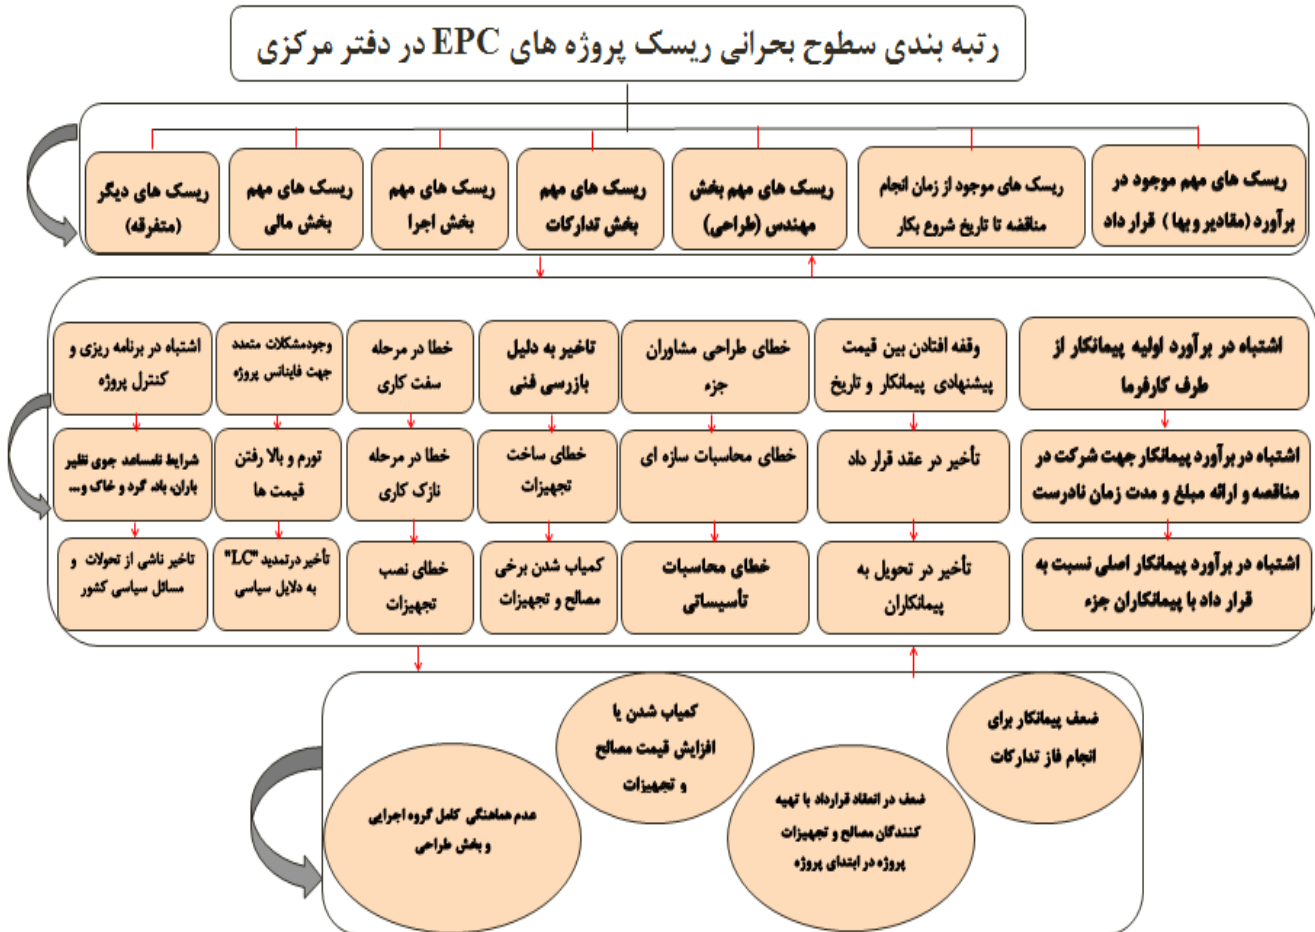 رتبه بندی سطوح بحرانی ریسک پروژه های EPC در دفتر مرکزی
ریسک های مهم موجود در
برآورد (مقادیر وبها ) قرار داد
ریسک های موجود از زمان انجام
مناقضه تا تاریخ شروع بکار
ریسک های مهم بخش
مهندس (طراحی)
ریسک های مهم
بخش تدارکات
ریسک های مهم
بخش اجرا
ریسک های مهم
بخش مالی
ریسک های دیگر
(متفرقه)
اشتباه در برآورد اولیه پیمانکار از
طرف کارفرما
وقفه افتادن بین قیمت
پیشنهادی پیمانکار و تاریخ
خطای طراحی مشاوران
جزء
تاخیر به دلیل
بازرسی فنی
خطا در مرحله
سفت کاری
وجودمشکلات متعدد
جهت فاینانس پروژه
اشتباه در برنامه ریزی و
کنترل پروژه
اشتباه در برآورد پیمانکار جهت شرکت در
مناقصه و ارائه مبلغ و مدت زمان نادرست
تأخیر در عقد قرار داد
خطای محاسبات سازه ای
خطای ساخت
تجهیزات
خطا در مرحله
نازک کاری
تورم و بالا رفتن
قیمت ها
شرایط نامساعد جوی نظیر
باران، باد، گرد و خاک و...
اشتباه در برآورد پیمانکار اصلی نسبت به
قرار داد با پیمانکاران جزء
تأخیر در تحویل به
پیمانکاران
خطای محاسبات
تأسیساتی
کمیاب شدن برخی
مصالح و تجهیزات
خطای نصب
تجهیزات
تأخیر درتمدید "LC"
به دلایل سیاسی
تاخیر ناشی از تحولات و
مسائل سیاسی کشور
ضعف پیمانکار برای
انجام فاز تدارکات
ضعف در انعقاد قرارداد با تهیه
کنندگان مصالح و تجهیزات
پروژه در ابتدای پروژه
کمیاب شدن یا
افزایش قیمت مصالح
و تجهیزات
عدم هماهنگی کامل گروه اجرایی
و بخش طراحی